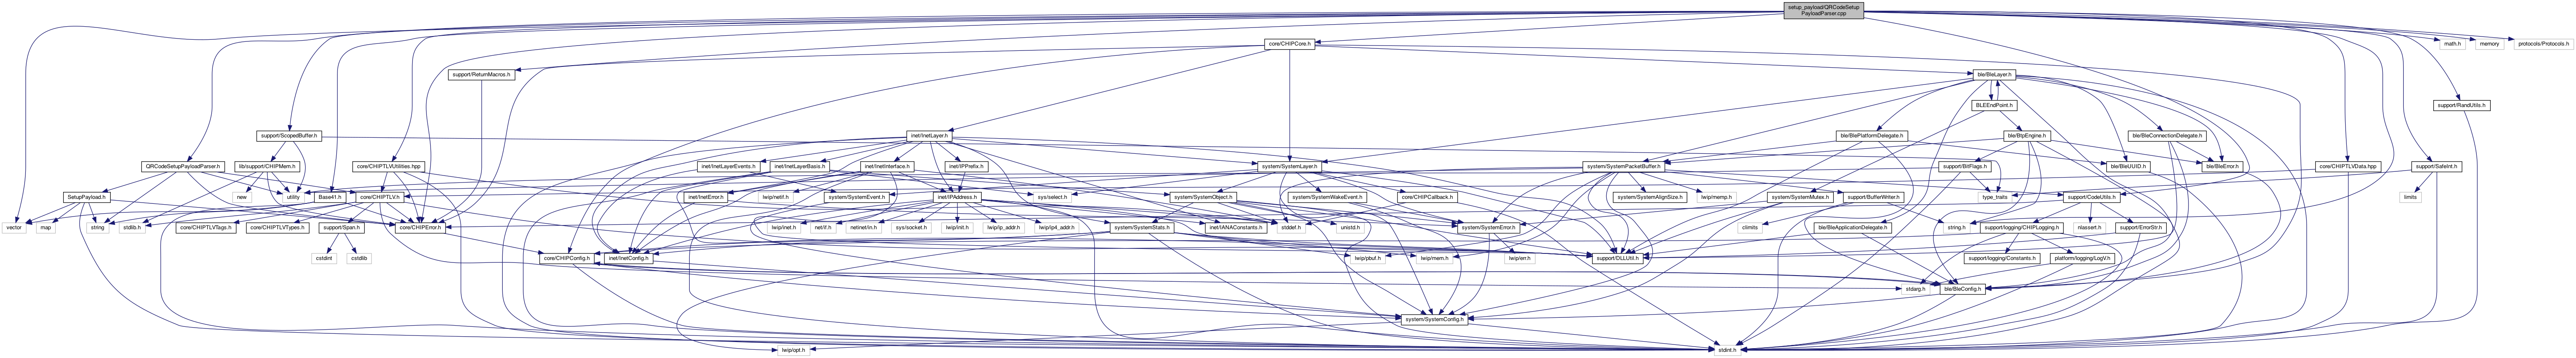 setup_payload/QRCodeSetup
PayloadParser.cpp
core/CHIPCore.h
math.h
memory
protocols/Protocols.h
support/ReturnMacros.h
ble/BleLayer.h
BLEEndPoint.h
support/RandUtils.h
support/ScopedBuffer.h
inet/InetLayer.h
ble/BlePlatformDelegate.h
ble/BtpEngine.h
ble/BleConnectionDelegate.h
QRCodeSetupPayloadParser.h
lib/support/CHIPMem.h
core/CHIPTLVUtilities.hpp
inet/InetLayerEvents.h
inet/InetLayerBasis.h
inet/InetInterface.h
inet/IPPrefix.h
system/SystemLayer.h
system/SystemPacketBuffer.h
support/BitFlags.h
ble/BleUUID.h
ble/BleError.h
core/CHIPTLVData.hpp
support/SafeInt.h
SetupPayload.h
new
utility
Base41.h
core/CHIPTLV.h
inet/InetError.h
lwip/netif.h
system/SystemEvent.h
inet/IPAddress.h
sys/select.h
system/SystemObject.h
system/SystemWakeEvent.h
core/CHIPCallback.h
system/SystemAlignSize.h
lwip/memp.h
system/SystemMutex.h
support/BufferWriter.h
type_traits
support/CodeUtils.h
limits
vector
map
string
stdlib.h
core/CHIPTLVTags.h
core/CHIPTLVTypes.h
support/Span.h
core/CHIPError.h
lwip/inet.h
net/if.h
netinet/in.h
sys/socket.h
lwip/init.h
lwip/ip_addr.h
lwip/ip4_addr.h
system/SystemStats.h
inet/IANAConstants.h
stddef.h
unistd.h
system/SystemError.h
climits
ble/BleApplicationDelegate.h
string.h
support/logging/CHIPLogging.h
nlassert.h
support/ErrorStr.h
cstdint
cstdlib
core/CHIPConfig.h
inet/InetConfig.h
lwip/pbuf.h
lwip/mem.h
lwip/err.h
support/DLLUtil.h
support/logging/Constants.h
platform/logging/LogV.h
stdarg.h
ble/BleConfig.h
system/SystemConfig.h
lwip/opt.h
stdint.h